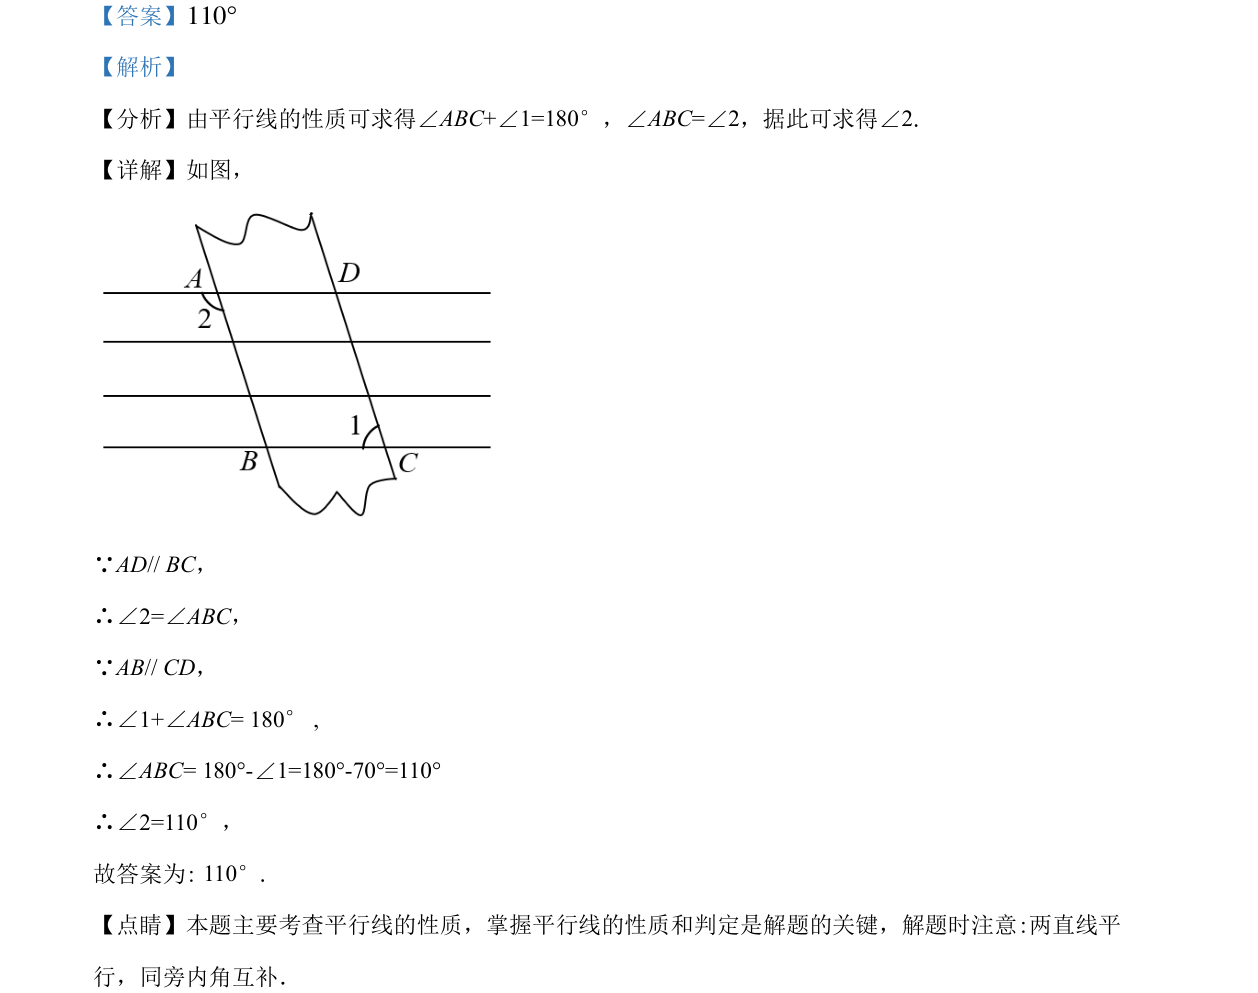 【答案】110°
【解析】
【分析】由平行线的性质可求得∠ABC+∠1=180°，∠ABC=∠2，据此可求得∠2.
【详解】如图，
A
D
2
1
B
C
∵AD// BC，
∴∠2=∠ABC，
∵AB// CD，
∴∠1+∠ABC= 180° ,
∴∠ABC= 180°-∠1=180°-70°=110°
∴∠2=110°，
故答案为: 110°.
【点睛】本题主要考查平行线的性质，掌握平行线的性质和判定是解题的关键，解题时注意:两直线平
行，同旁内角互补.